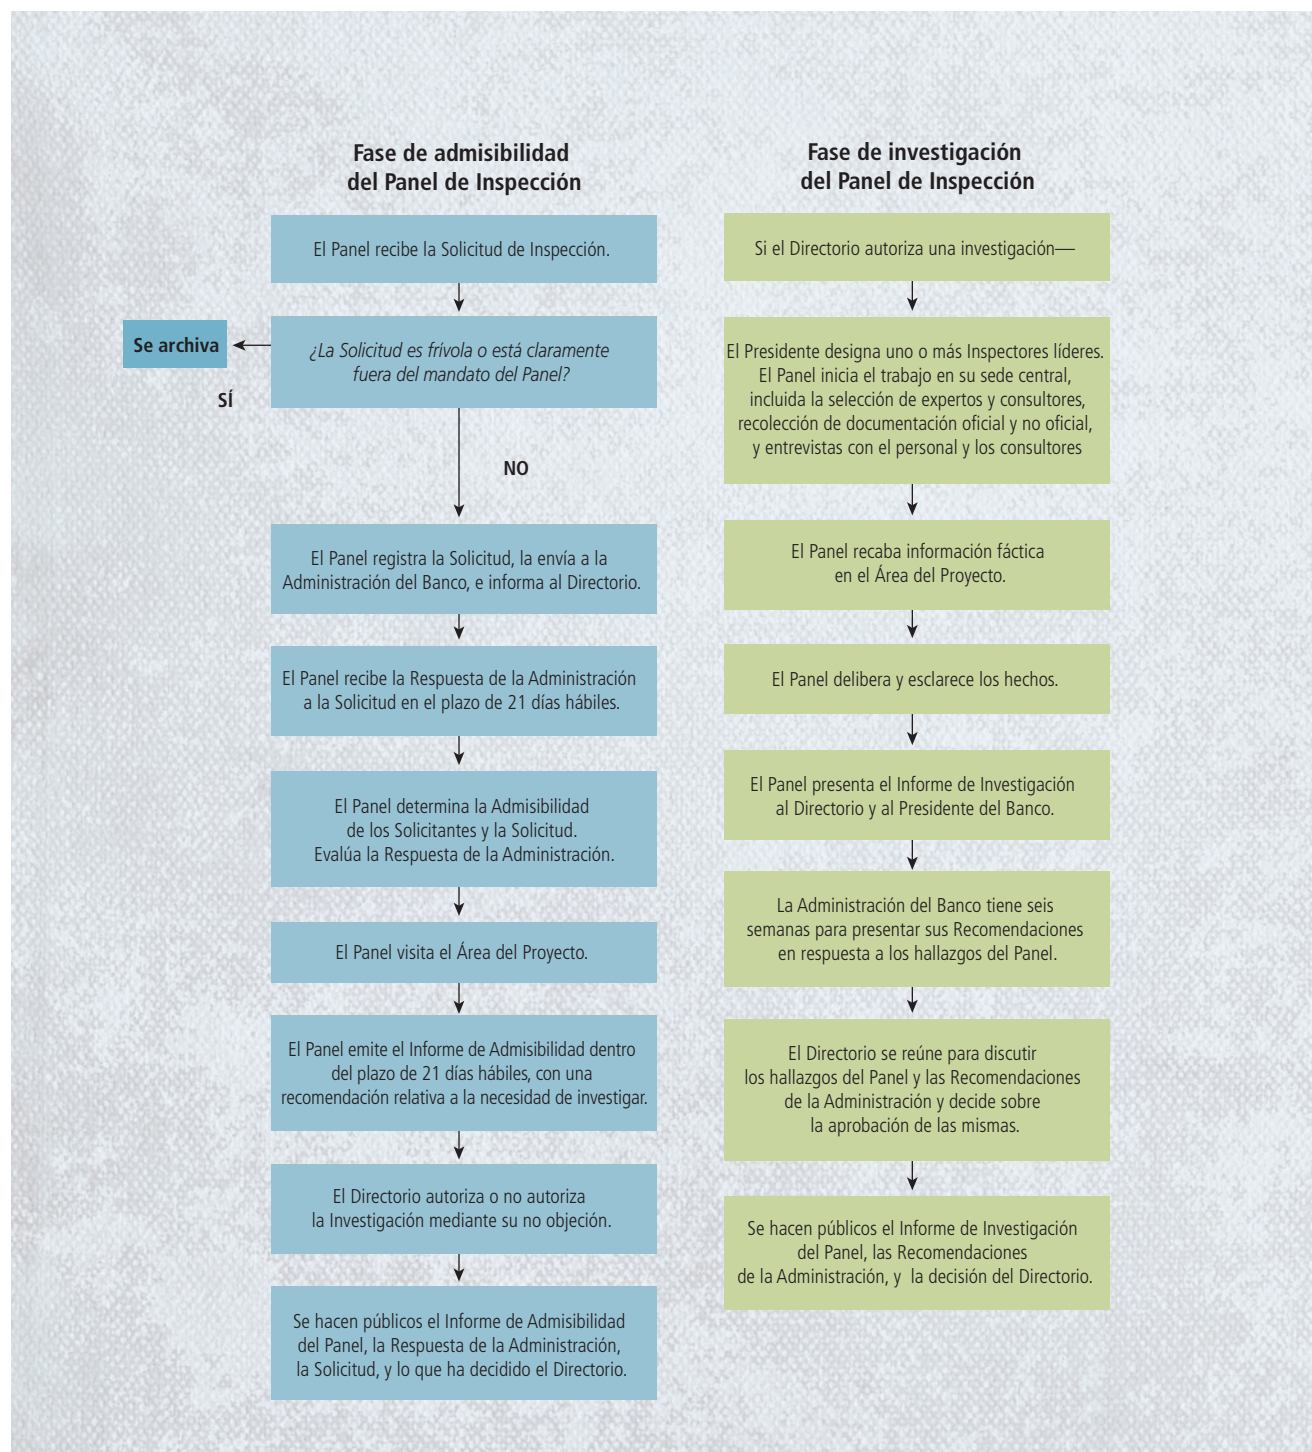 Fase de admisibilidad
del Panel de Inspección
El Panel recibe la Solicitud de Inspección.
¿La Solicitud es frívola o está claramente
fuera del mandato del Panel?
Se archiva
SÍ
NO
El Panel registra la Solicitud, la envía a la
Administración del Banco, e informa al Directorio.
El Panel recibe la Respuesta de la Administración
a la Solicitud en el plazo de 21 días hábiles.
El Panel determina la Admisibilidad
de los Solicitantes y la Solicitud.
Evalúa la Respuesta de la Administración.
El Panel visita el Área del Proyecto.
El Panel emite el Informe de Admisibilidad dentro
del plazo de 21 días hábiles, con una
recomendación relativa a la necesidad de investigar.
El Directorio autoriza o no autoriza
la Investigación mediante su no objeción.
Se hacen públicos el Informe de Admisibilidad
del Panel, la Respuesta de la Administración,
la Solicitud, y lo que ha decidido el Directorio.
Fase de investigación
del Panel de Inspección
Si el Directorio autoriza una investigación—
El Presidente designa uno o más Inspectores líderes.
El Panel inicia el trabajo en su sede central,
incluida la selección de expertos y consultores,
recolección de documentación oficial y no oficial,
y entrevistas con el personal y los consultores
El Panel recaba información fáctica
en el Área del Proyecto.
El Panel delibera y esclarece los hechos.
El Panel presenta el Informe de Investigación
al Directorio y al Presidente del Banco.
La Administración del Banco tiene seis
semanas para presentar sus Recomendaciones
en respuesta a los hallazgos del Panel.
El Directorio se reúne para discutir
los hallazgos del Panel y las Recomendaciones
de la Administración y decide sobre
la aprobación de las mismas.
Se hacen públicos el Informe de Investigación
del Panel, las Recomendaciones
de la Administración, y la decisión del Directorio.